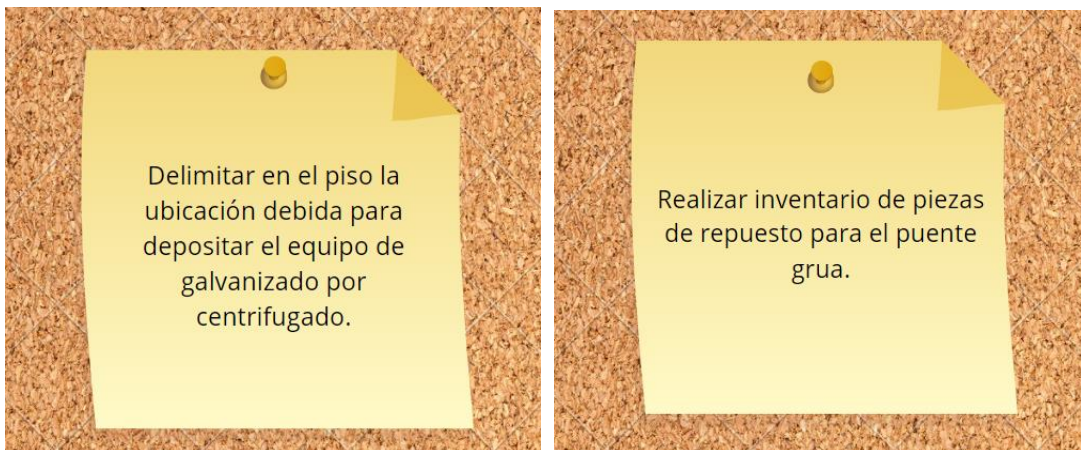 Delimitar en el piso la
ubicación debida para
depositar el equipo de
galvanizado por
centrifugado.
Realizar inventario de piezas
de repuesto para el puente
grua.